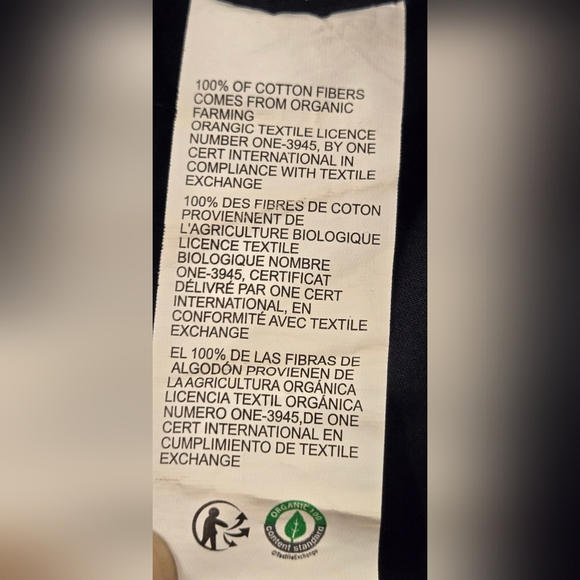 100% OF COTTON FIBERS
COMES FROM ORGANIC
FARMING
ORANGIC TEXTILE LICENCE
NUMBER ONE-3945, BY ONE
CERT INTERNATIONAL IN
COMPLIANCE WITH TEXTILE
EXCHANGE
100% DES FIBRES DE COTON
PROVIENNENT DE
L'AGRICULTURE BIOLOGIQUE
LICENCE TEXTILE
BIOLOGIQUE NOMBRE
ONE-3945, CERTIFICAT
DÉLIVRÉ PAR ONE CERT
INTERNATIONAL, EN
CONFORMITÉ AVEC TEXTILE
EXCHANGE
EL 100% DE LAS FIBRAS DE
ALGODÓN PROVIENEN DE
LA AGRICULTURA ORGÁNICA
LICENCIA TEXTIL ORGÁNICA
NUMERO ONE-3945,DE ONE
CERT INTERNATIONAL EN
CUMPLIMIENTO DE TEXTILE
EXCHANGE
ORGANIC 100
content standard
©TextileExchange